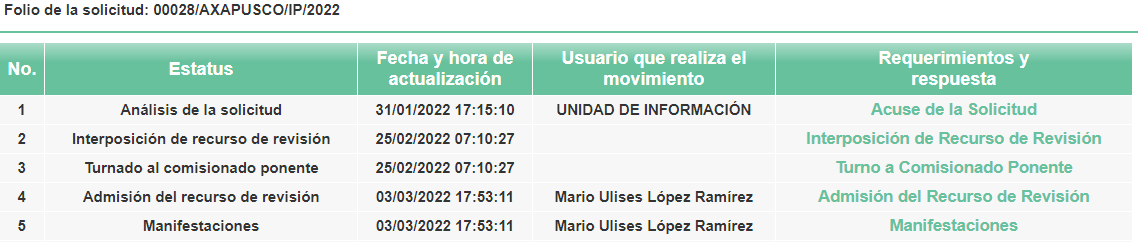 Folio de la solicitud: 00028/AXAPUSCO/IP/2022
No. Estatus Fecha y hora de actualización Usuario que realiza el movimiento Requerimientos y respuesta
1 Análisis de la solicitud 31/01/2022 17:15:10 UNIDAD DE INFORMACIÓN Acuse de la Solicitud
2 Interposición de recurso de revisión 25/02/2022 07:10:27 Interposición de Recurso de Revisión
3 Turnado al comisionado ponente 25/02/2022 07:10:27 Turno a Comisionado Ponente
4 Admisión del recurso de revisión 03/03/2022 17:53:11 Mario Ulises López Ramírez Admisión del Recurso de Revisión
5 Manifestaciones 03/03/2022 17:53:11 Mario Ulises López Ramírez Manifestaciones